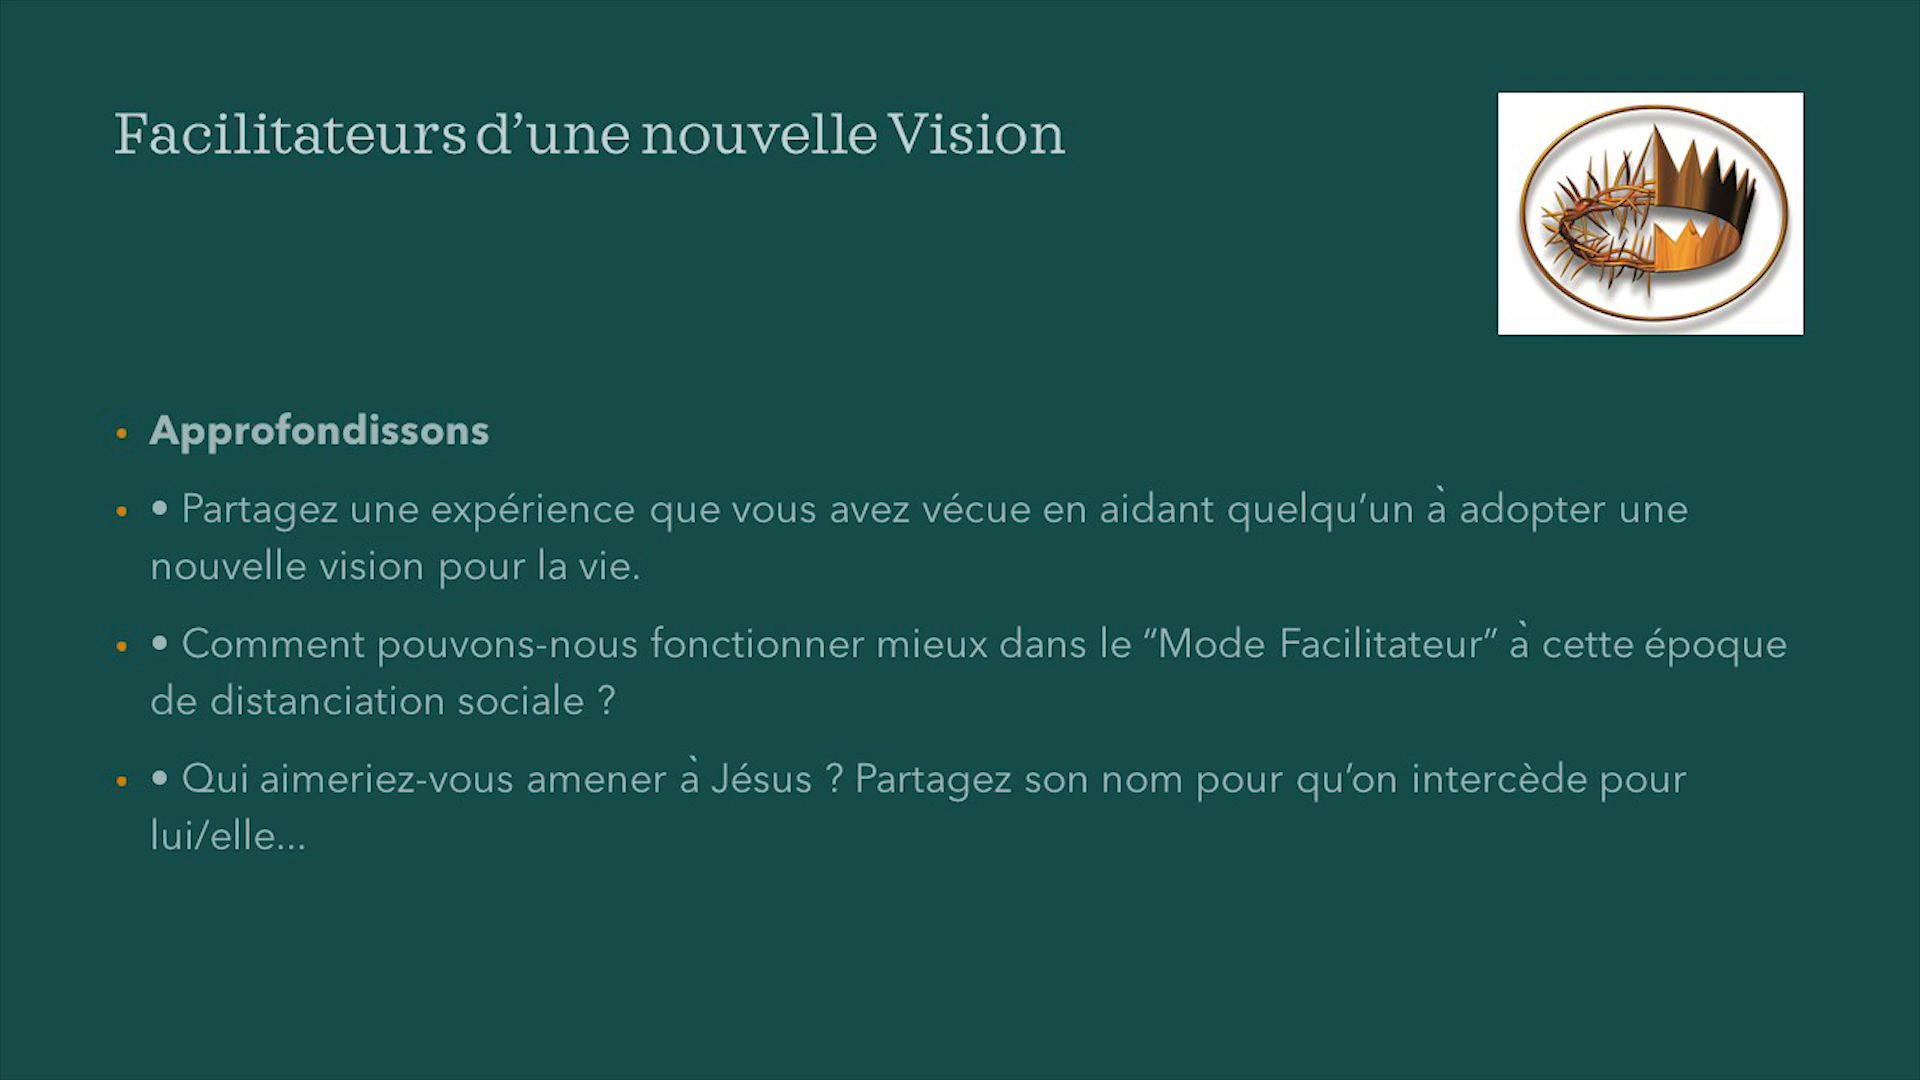 Facilitateurs d’une nouvelle Vision
• Approfondissons
• • Partagez une expérience que vous avez vécue en aidant quelqu’un à adopter une
nouvelle vision pour la vie.
• • Comment pouvons-nous fonctionner mieux dans le “Mode Facilitateur” à cette époque
de distanciation sociale ?
• • Qui aimeriez-vous amener à Jésus ? Partagez son nom pour qu’on intercède pour
lui/elle...